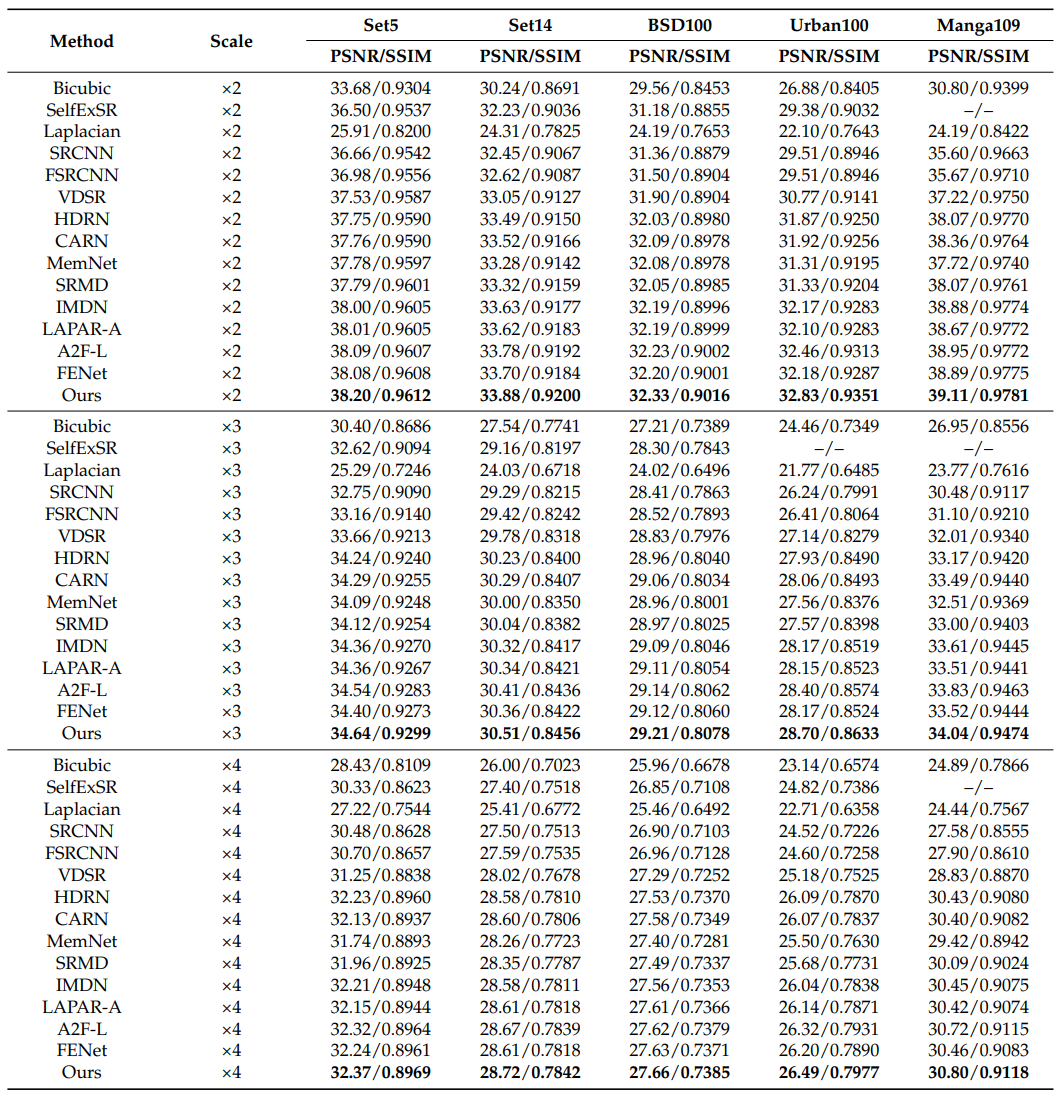 Method Scale Set5 Set14 BSD100 Urban100 Manga109
PSNR/SSIM PSNR/SSIM PSNR/SSIM PSNR/SSIM PSNR/SSIM
Bicubic ×2 33.68/0.9304 30.24/0.8691 29.56/0.8453 26.88/0.8405 30.80/0.9399
SelfExSR ×2 36.50/0.9537 32.23/0.9036 31.18/0.8855 29.38/0.9032 –/–
Laplacian ×2 25.91/0.8200 24.31/0.7825 24.19/0.7653 22.10/0.7643 24.19/0.8422
SRCNN ×2 36.66/0.9542 32.45/0.9067 31.36/0.8879 29.51/0.8946 35.60/0.9663
FSRCNN ×2 36.98/0.9556 32.62/0.9087 31.50/0.8904 29.51/0.8946 35.67/0.9710
VDSR ×2 37.53/0.9587 33.05/0.9127 31.90/0.8904 30.77/0.9141 37.22/0.9750
HDRN ×2 37.75/0.9590 33.49/0.9150 32.03/0.8980 31.87/0.9250 38.07/0.9770
CARN ×2 37.76/0.9590 33.52/0.9166 32.09/0.8978 31.92/0.9256 38.36/0.9764
MemNet ×2 37.78/0.9597 33.28/0.9142 32.08/0.8978 31.31/0.9195 37.72/0.9740
SRMD ×2 37.79/0.9601 33.32/0.9159 32.05/0.8985 31.33/0.9204 38.07/0.9761
IMDN ×2 38.00/0.9605 33.63/0.9177 32.19/0.8996 32.17/0.9283 38.88/0.9774
LAPAR-A ×2 38.01/0.9605 33.62/0.9183 32.19/0.8999 32.10/0.9283 38.67/0.9772
A2F-L ×2 38.09/0.9607 33.78/0.9192 32.23/0.9002 32.46/0.9313 38.95/0.9772
FENet ×2 38.08/0.9608 33.70/0.9184 32.20/0.9001 32.18/0.9287 38.89/0.9775
Ours ×2 38.20/0.9612 33.88/0.9200 32.33/0.9016 32.83/0.9351 39.11/0.9781
Bicubic ×3 30.40/0.8686 27.54/0.7741 27.21/0.7389 24.46/0.7349 26.95/0.8556
SelfExSR ×3 32.62/0.9094 29.16/0.8197 28.30/0.7843 –/– –/–
Laplacian ×3 25.29/0.7246 24.03/0.6718 24.02/0.6496 21.77/0.6485 23.77/0.7616
SRCNN ×3 32.75/0.9090 29.29/0.8215 28.41/0.7863 26.24/0.7991 30.48/0.9117
FSRCNN ×3 33.16/0.9140 29.42/0.8242 28.52/0.7893 26.41/0.8064 31.10/0.9210
VDSR ×3 33.66/0.9213 29.78/0.8318 28.83/0.7976 27.14/0.8279 32.01/0.9340
HDRN ×3 34.24/0.9240 30.23/0.8400 28.96/0.8040 27.93/0.8490 33.17/0.9420
CARN ×3 34.29/0.9255 30.29/0.8407 29.06/0.8034 28.06/0.8493 33.49/0.9440
MemNet ×3 34.09/0.9248 30.00/0.8350 28.96/0.8001 27.56/0.8376 32.51/0.9369
SRMD ×3 34.12/0.9254 30.04/0.8382 28.97/0.8025 27.57/0.8398 33.00/0.9403
IMDN ×3 34.36/0.9270 30.32/0.8417 29.09/0.8046 28.17/0.8519 33.61/0.9445
LAPAR-A ×3 34.36/0.9267 30.34/0.8421 29.11/0.8054 28.15/0.8523 33.51/0.9441
A2F-L ×3 34.54/0.9283 30.41/0.8436 29.14/0.8062 28.40/0.8574 33.83/0.9463
FENet ×3 34.40/0.9273 30.36/0.8422 29.12/0.8060 28.17/0.8524 33.52/0.9444
Ours ×3 34.64/0.9299 30.51/0.8456 29.21/0.8078 28.70/0.8633 34.04/0.9474
Bicubic ×4 28.43/0.8109 26.00/0.7023 25.96/0.6678 23.14/0.6574 24.89/0.7866
SelfExSR ×4 30.33/0.8623 27.40/0.7518 26.85/0.7108 24.82/0.7386 –/–
Laplacian ×4 27.22/0.7544 25.41/0.6772 25.46/0.6492 22.71/0.6358 24.44/0.7567
SRCNN ×4 30.48/0.8628 27.50/0.7513 26.90/0.7103 24.52/0.7226 27.58/0.8555
FSRCNN ×4 30.70/0.8657 27.59/0.7535 26.96/0.7128 24.60/0.7258 27.90/0.8610
VDSR ×4 31.25/0.8838 28.02/0.7678 27.29/0.7252 25.18/0.7525 28.83/0.8870
HDRN ×4 32.23/0.8960 28.58/0.7810 27.53/0.7370 26.09/0.7870 30.43/0.9080
CARN ×4 32.13/0.8937 28.60/0.7806 27.58/0.7349 26.07/0.7837 30.40/0.9082
MemNet ×4 31.74/0.8893 28.26/0.7723 27.40/0.7281 25.50/0.7630 29.42/0.8942
SRMD ×4 31.96/0.8925 28.35/0.7787 27.49/0.7337 25.68/0.7731 30.09/0.9024
IMDN ×4 32.21/0.8948 28.58/0.7811 27.56/0.7353 26.04/0.7838 30.45/0.9075
LAPAR-A ×4 32.15/0.8944 28.61/0.7818 27.61/0.7366 26.14/0.7871 30.42/0.9074
A2F-L ×4 32.32/0.8964 28.67/0.7839 27.62/0.7379 26.32/0.7931 30.72/0.9115
FENet ×4 32.24/0.8961 28.61/0.7818 27.63/0.7371 26.20/0.7890 30.46/0.9083
Ours ×4 32.37/0.8969 28.72/0.7842 27.66/0.7385 26.49/0.7977 30.80/0.9118